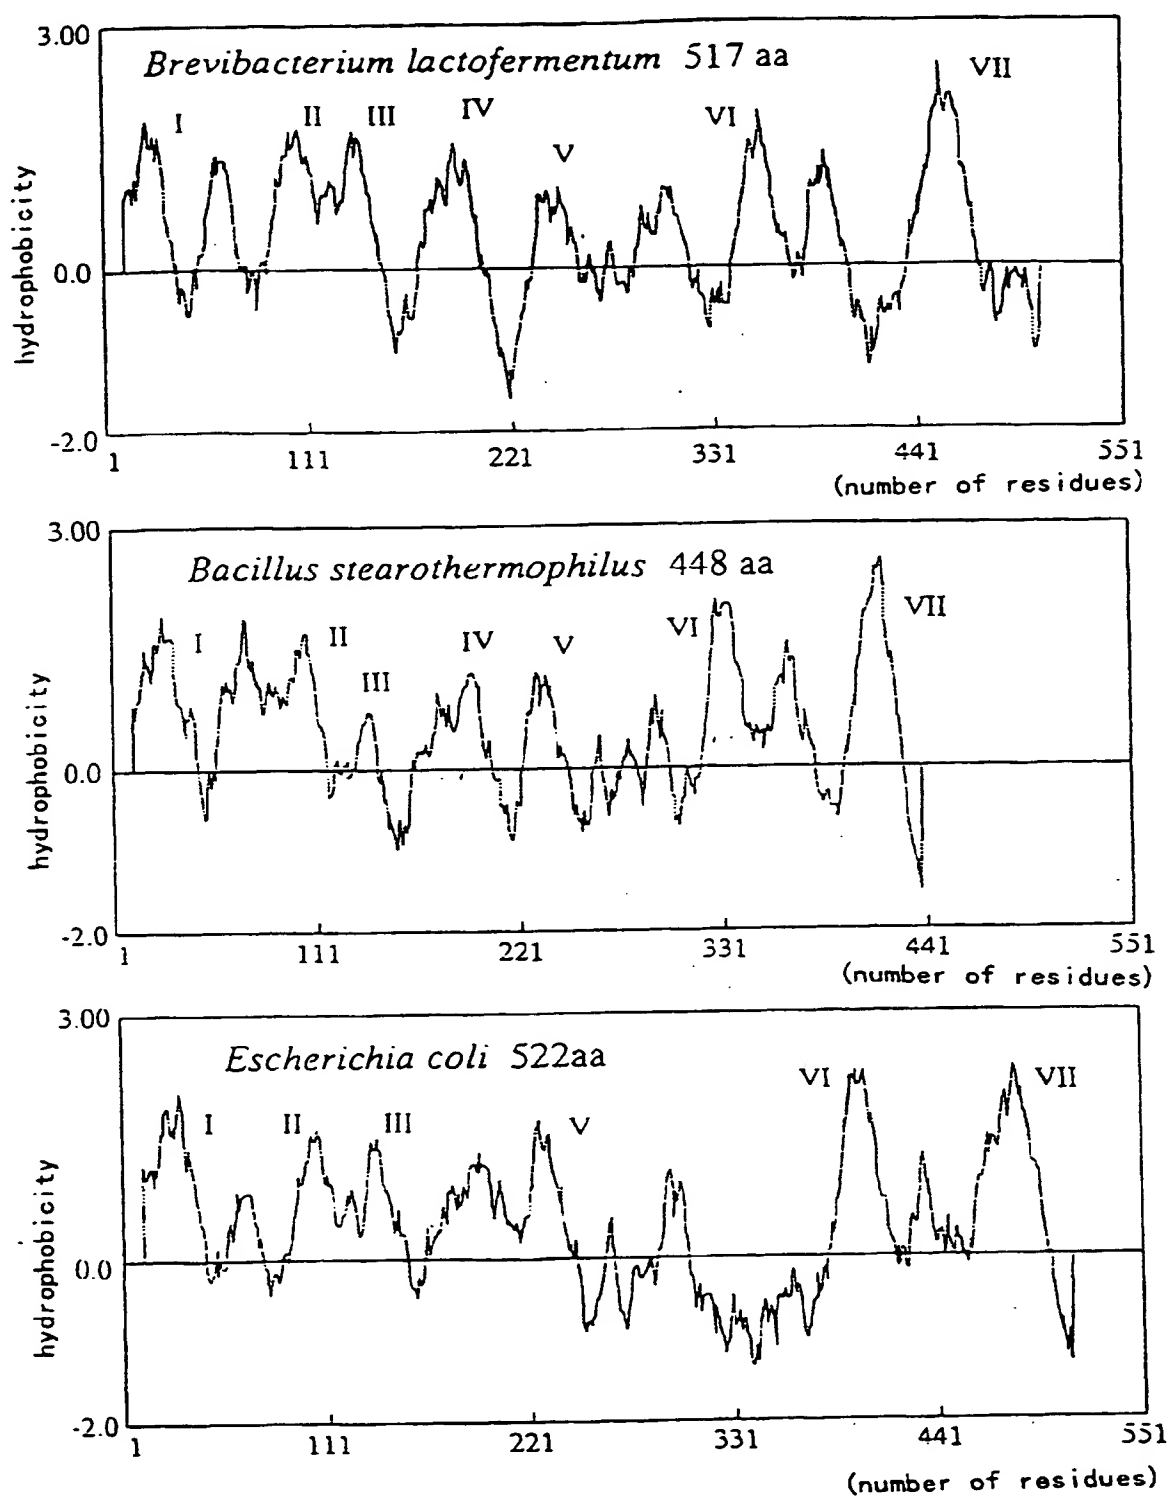 3.00
Brevibacterium lactofermentum 517 aa
I II III IV V VI VII
hydrophobicity
0.0
-2.0
1 111 221 331 441 551
(number of residues)
3.00
Bacillus stearothermophilus 448 aa
I II III IV V VI VII
hydrophobicity
0.0
-2.0
1 111 221 331 441 551
(number of residues)
3.00
Escherichia coli 522aa
I II III V VI VII
hydrophobicity
0.0
-2.0
1 111 221 331 441 551
(number of residues)